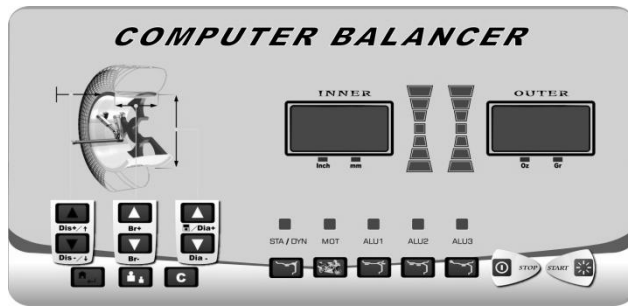 COMPUTER BALANCER
INNER
OUTER
Inch mm
Oz Gr
Dis+/↑ Br+ /Dia+
Dis-/↓ Br- Dia -
STA / DYN MOT ALU1 ALU2 ALU3
C
STOP START